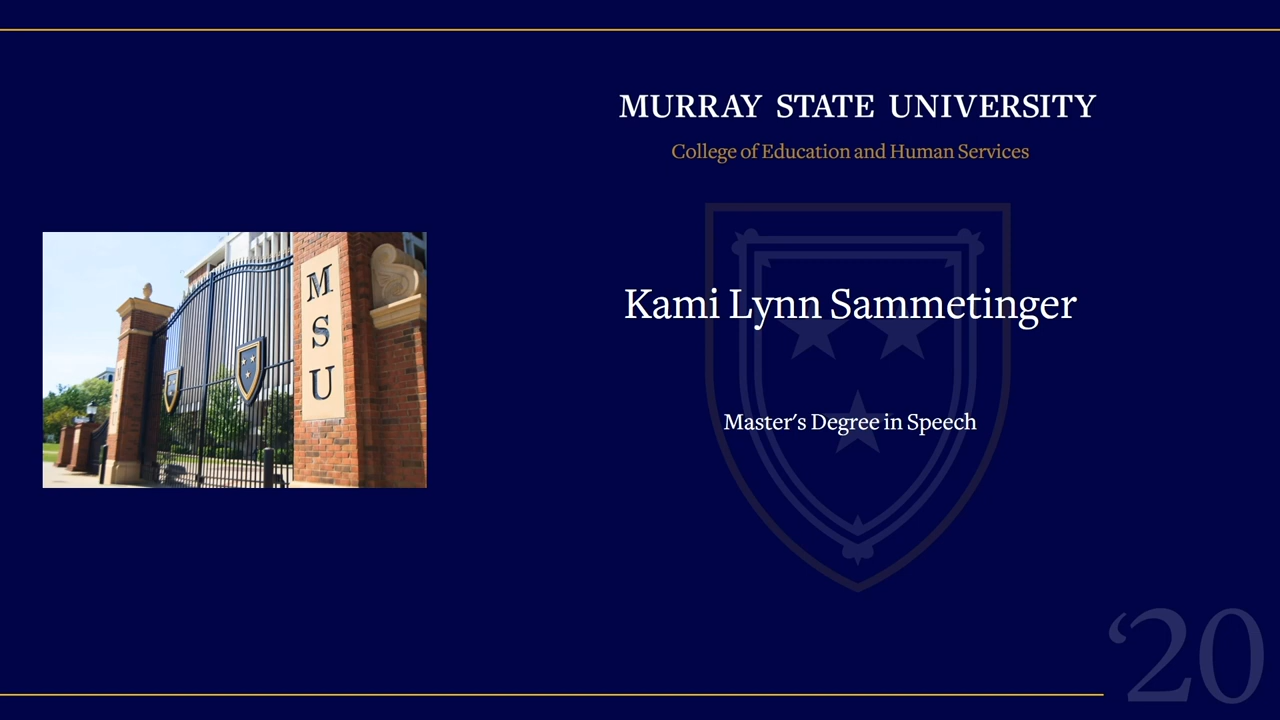 MURRAY STATE UNIVERSITY
College of Education and Human Services
Kami Lynn Sammetinger
Master's Degree in Speech
M
S
U
‘20